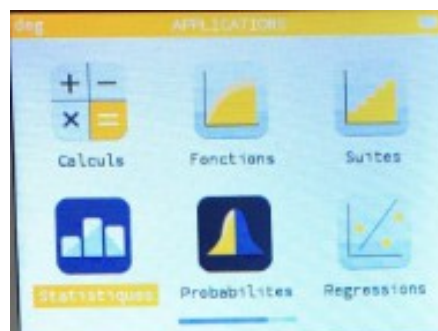 deg APPLICATIONS
Calculs Fonctions Suites
Statistiques Probabilites Regressions